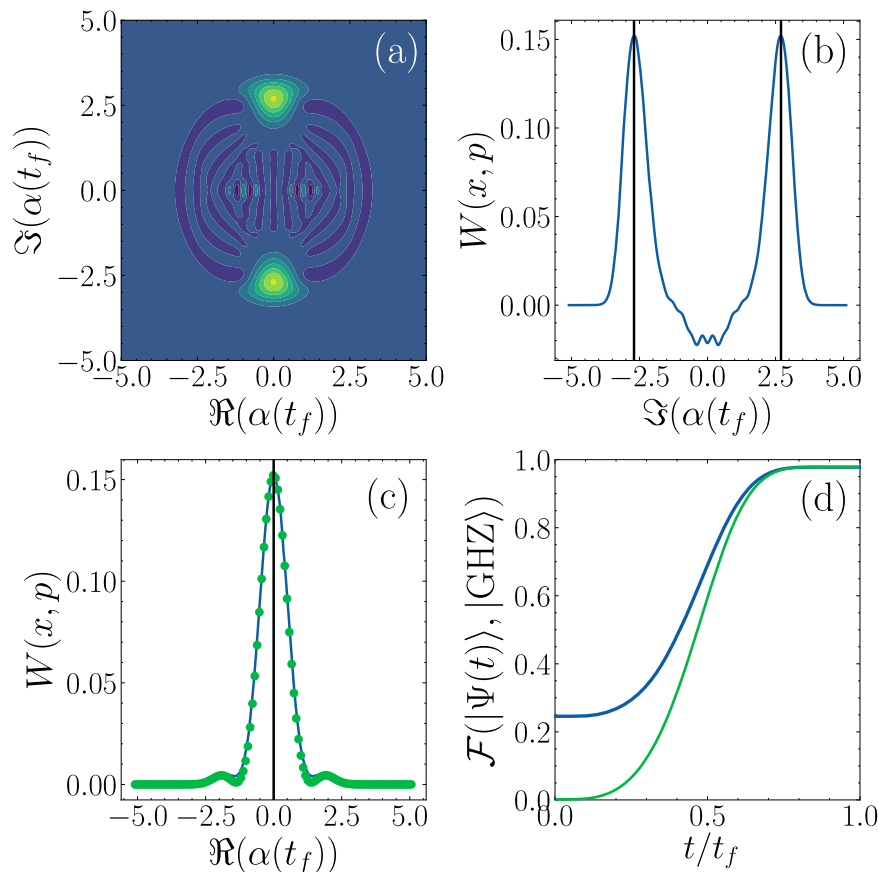 5.0
2.5
0.0
−2.5
−5.0
ℑ(α(t_f))
(a)
−5.0 −2.5 0.0 2.5 5.0
ℜ(α(t_f))
0.15
0.10
0.05
0.00
W(x, p)
(b)
−5.0 −2.5 0.0 2.5 5.0
ℑ(α(t_f))
0.15
0.10
0.05
0.00
W(x, p)
(c)
−5.0 −2.5 0.0 2.5 5.0
ℜ(α(t_f))
1.0
0.8
0.6
0.4
0.2
0.0
ℱ(|Ψ(t)⟩, |GHZ⟩)
(d)
0.0 0.5 1.0
t/t_f